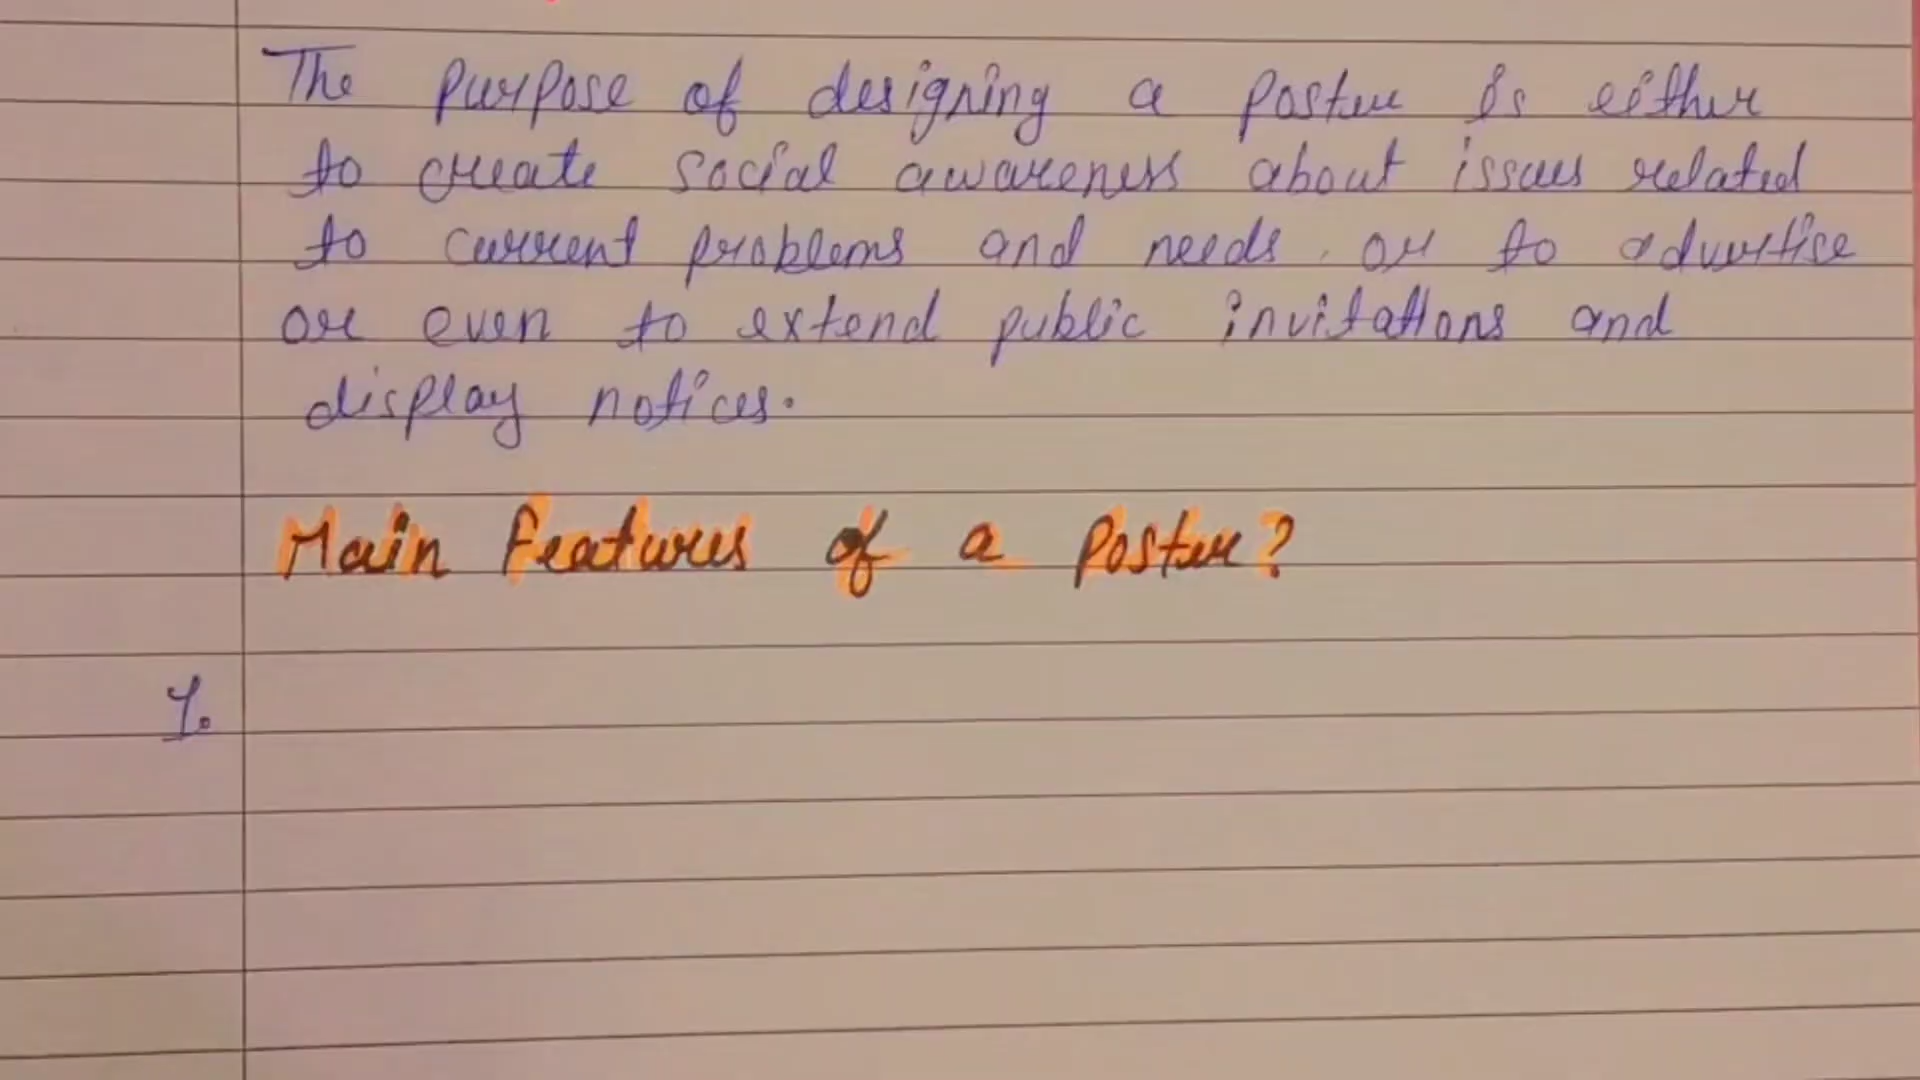 The purpose of designing a poster is either
to create social awareness about issues related
to current problems and needs, or to advertise
or even to extend public invitations and
display notices.
Main Features of a Poster?
1.